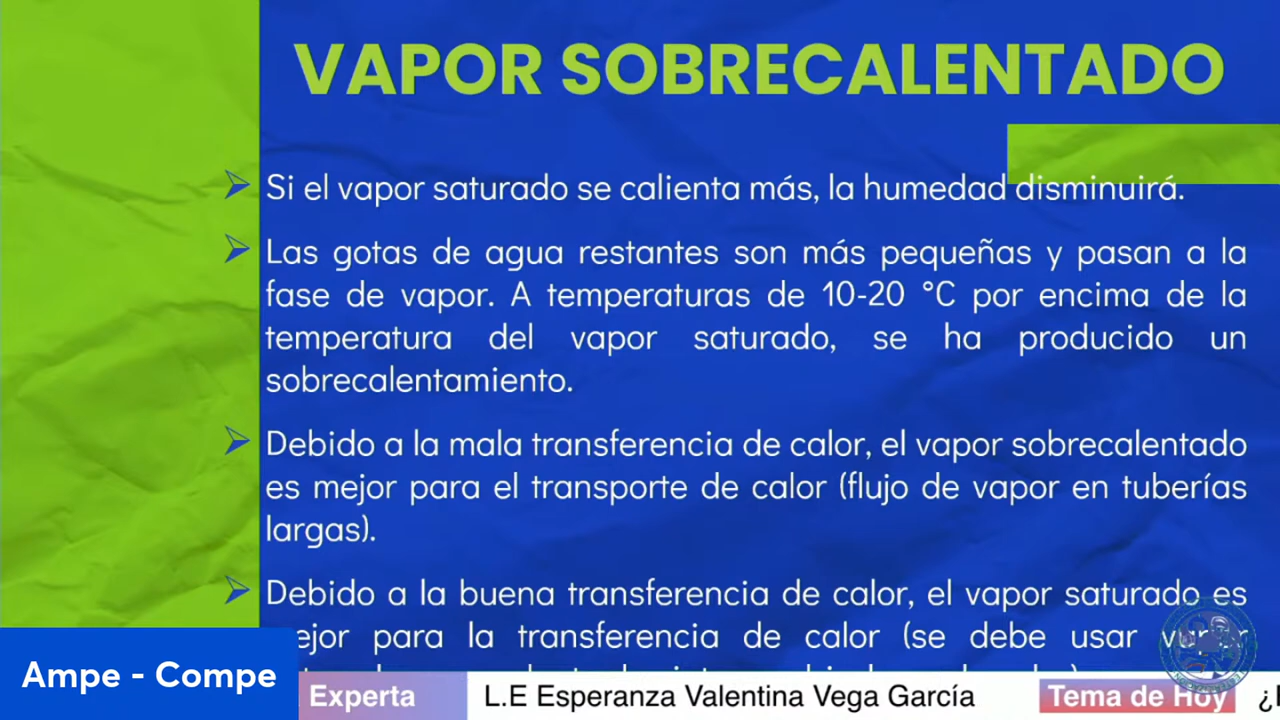 VAPOR SOBRECALENTADO
Si el vapor saturado se calienta más, la humedad disminuirá.
Las gotas de agua restantes son más pequeñas y pasan a la
fase de vapor. A temperaturas de 10-20 °C por encima de la
temperatura del vapor saturado, se ha producido un
sobrecalentamiento.
Debido a la mala transferencia de calor, el vapor sobrecalentado
es mejor para el transporte de calor (flujo de vapor en tuberías
largas).
Debido a la buena transferencia de calor, el vapor saturado es
ejor para la transferencia de calor (se debe usar vapor
Ampe - Compe
Experta L.E Esperanza Valentina Vega García Tema de Hoy